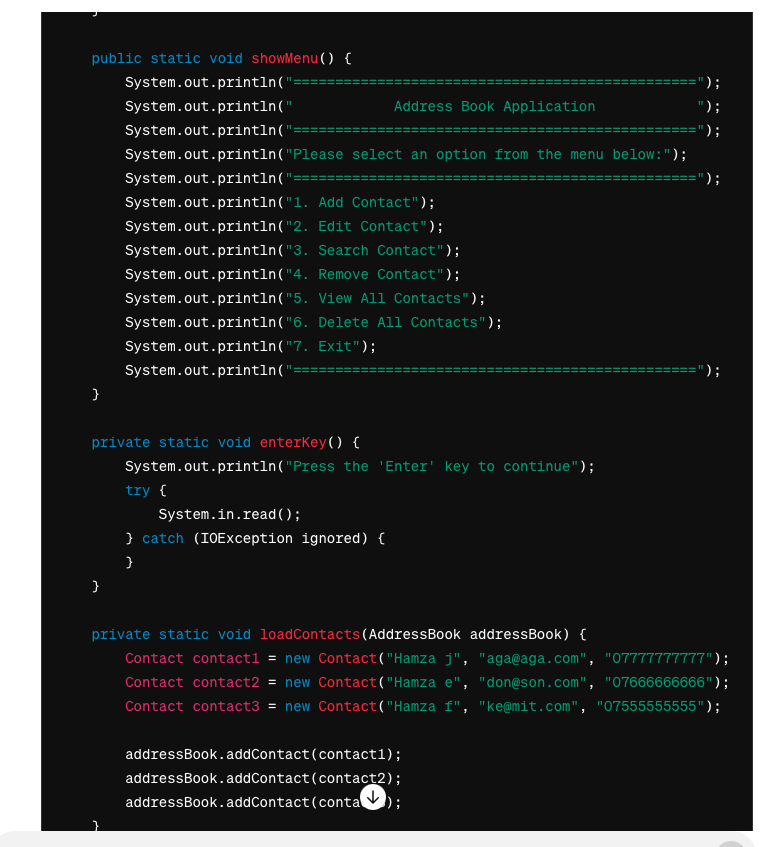 }
public static void showMenu() {
System.out.println("================================================");
System.out.println("            Address Book Application            ");
System.out.println("================================================");
System.out.println("Please select an option from the menu below:");
System.out.println("================================================");
System.out.println("1. Add Contact");
System.out.println("2. Edit Contact");
System.out.println("3. Search Contact");
System.out.println("4. Remove Contact");
System.out.println("5. View All Contacts");
System.out.println("6. Delete All Contacts");
System.out.println("7. Exit");
System.out.println("================================================");
}
private static void enterKey() {
System.out.println("Press the 'Enter' key to continue");
try {
System.in.read();
} catch (IOException ignored) {
}
}
private static void loadContacts(AddressBook addressBook) {
Contact contact1 = new Contact("Hamza j", "aga@aga.com", "07777777777");
Contact contact2 = new Contact("Hamza e", "don@son.com", "07666666666");
Contact contact3 = new Contact("Hamza f", "ke@mit.com", "07555555555");
addressBook.addContact(contact1);
addressBook.addContact(contact2);
addressBook.addContact(conta);
}